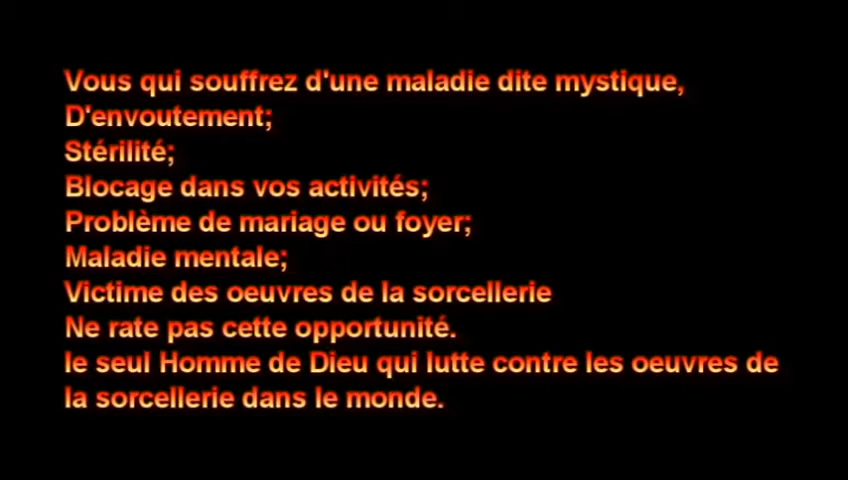 Vous qui souffrez d'une maladie dite mystique,
D'envoutement;
Stérilité;
Blocage dans vos activités;
Problème de mariage ou foyer;
Maladie mentale;
Victime des oeuvres de la sorcellerie
Ne rate pas cette opportunité.
le seul Homme de Dieu qui lutte contre les oeuvres de
la sorcellerie dans le monde.